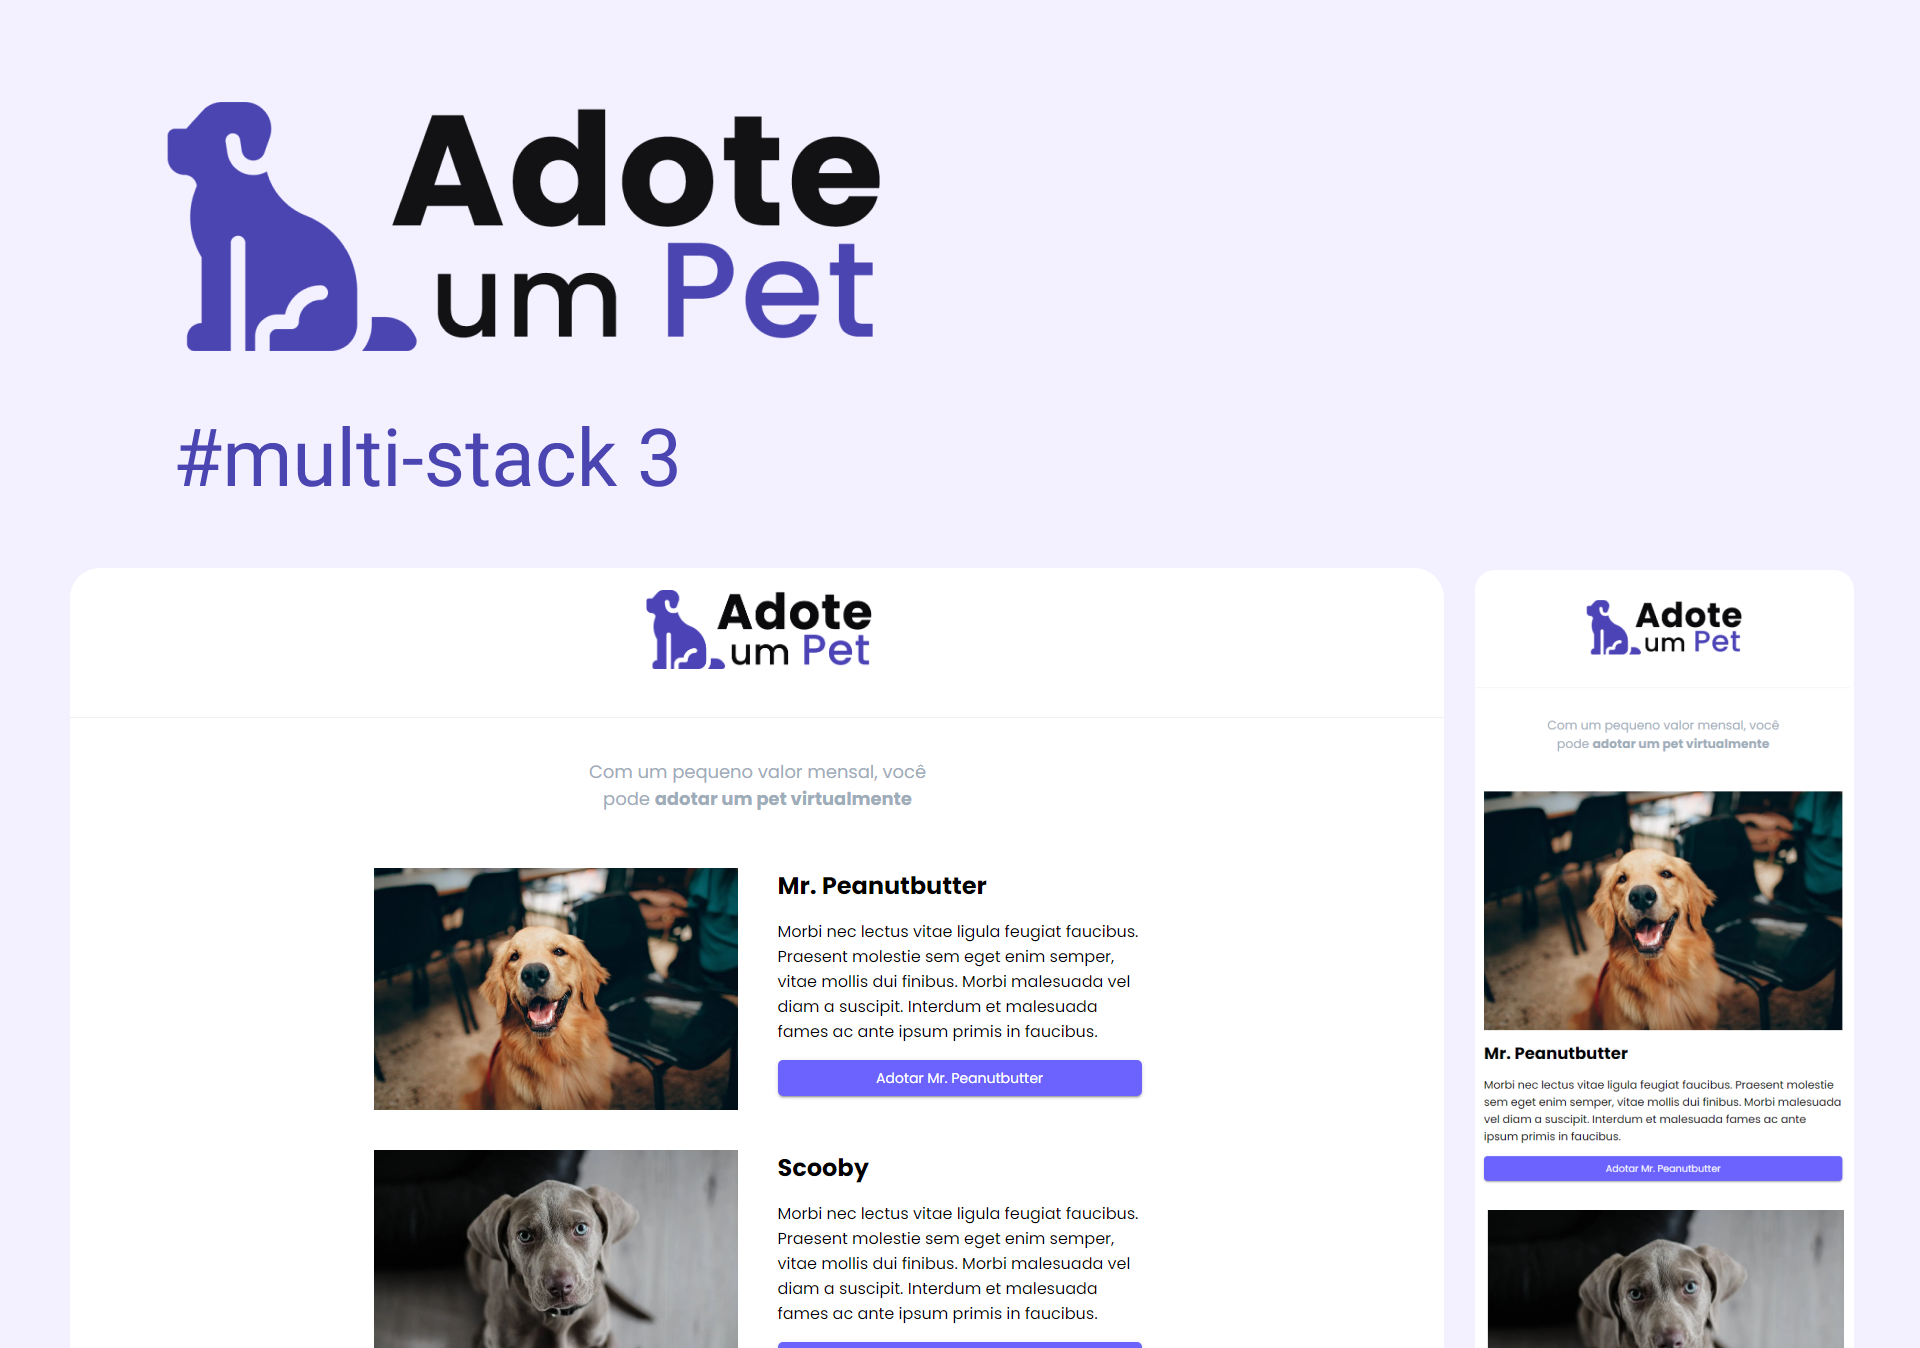 Adote
um Pet
#multi-stack 3
Adote
um Pet
Com um pequeno valor mensal, você
pode adotar um pet virtualmente
Mr. Peanutbutter
Morbi nec lectus vitae ligula feugiat faucibus.
Praesent molestie sem eget enim semper,
vitae mollis dui finibus. Morbi malesuada vel
diam a suscipit. Interdum et malesuada
fames ac ante ipsum primis in faucibus.
Adotar Mr. Peanutbutter
Scooby
Morbi nec lectus vitae ligula feugiat faucibus.
Praesent molestie sem eget enim semper,
vitae mollis dui finibus. Morbi malesuada vel
diam a suscipit. Interdum et malesuada
fames ac ante ipsum primis in faucibus.
Adote
um Pet
Com um pequeno valor mensal, você
pode adotar um pet virtualmente
Mr. Peanutbutter
Morbi nec lectus vitae ligula feugiat faucibus. Praesent molestie
sem eget enim semper, vitae mollis dui finibus. Morbi malesuada
vel diam a suscipit. Interdum et malesuada fames ac ante
ipsum primis in faucibus.
Adotar Mr. Peanutbutter